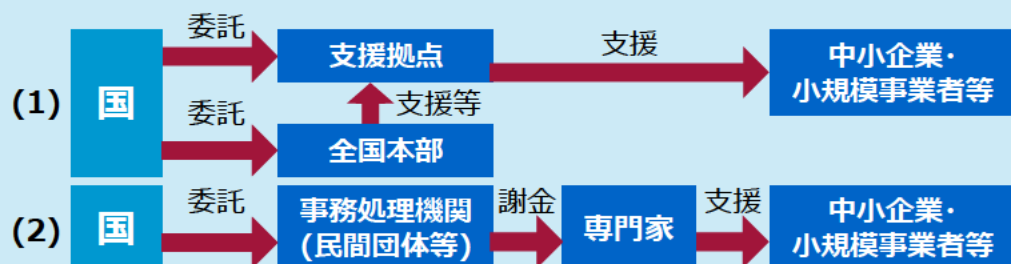 委託
支援拠点
支援
中小企業・
小規模事業者等
(1)
国
支援等
委託
全国本部
(2)
国
委託
事務処理機関
(民間団体等)
謝金
専門家
支援
中小企業・
小規模事業者等